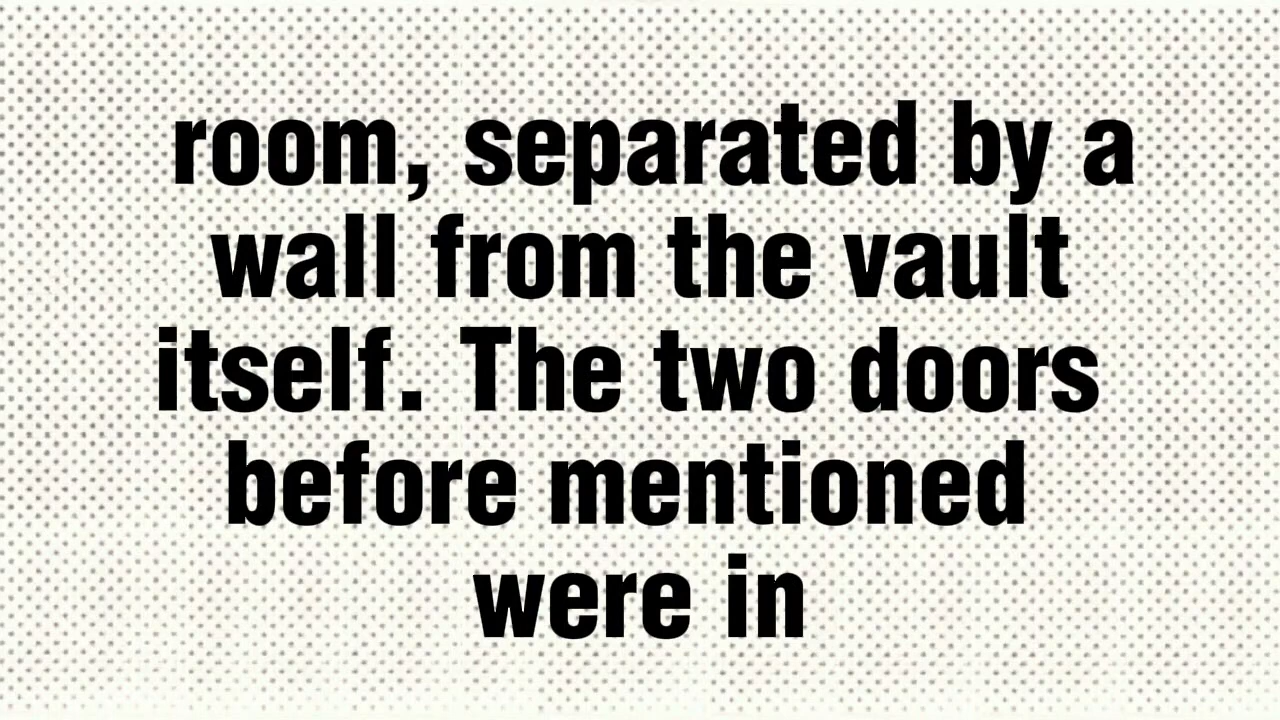 room, separated by a
wall from the vault
itself. The two doors
before mentioned
were in